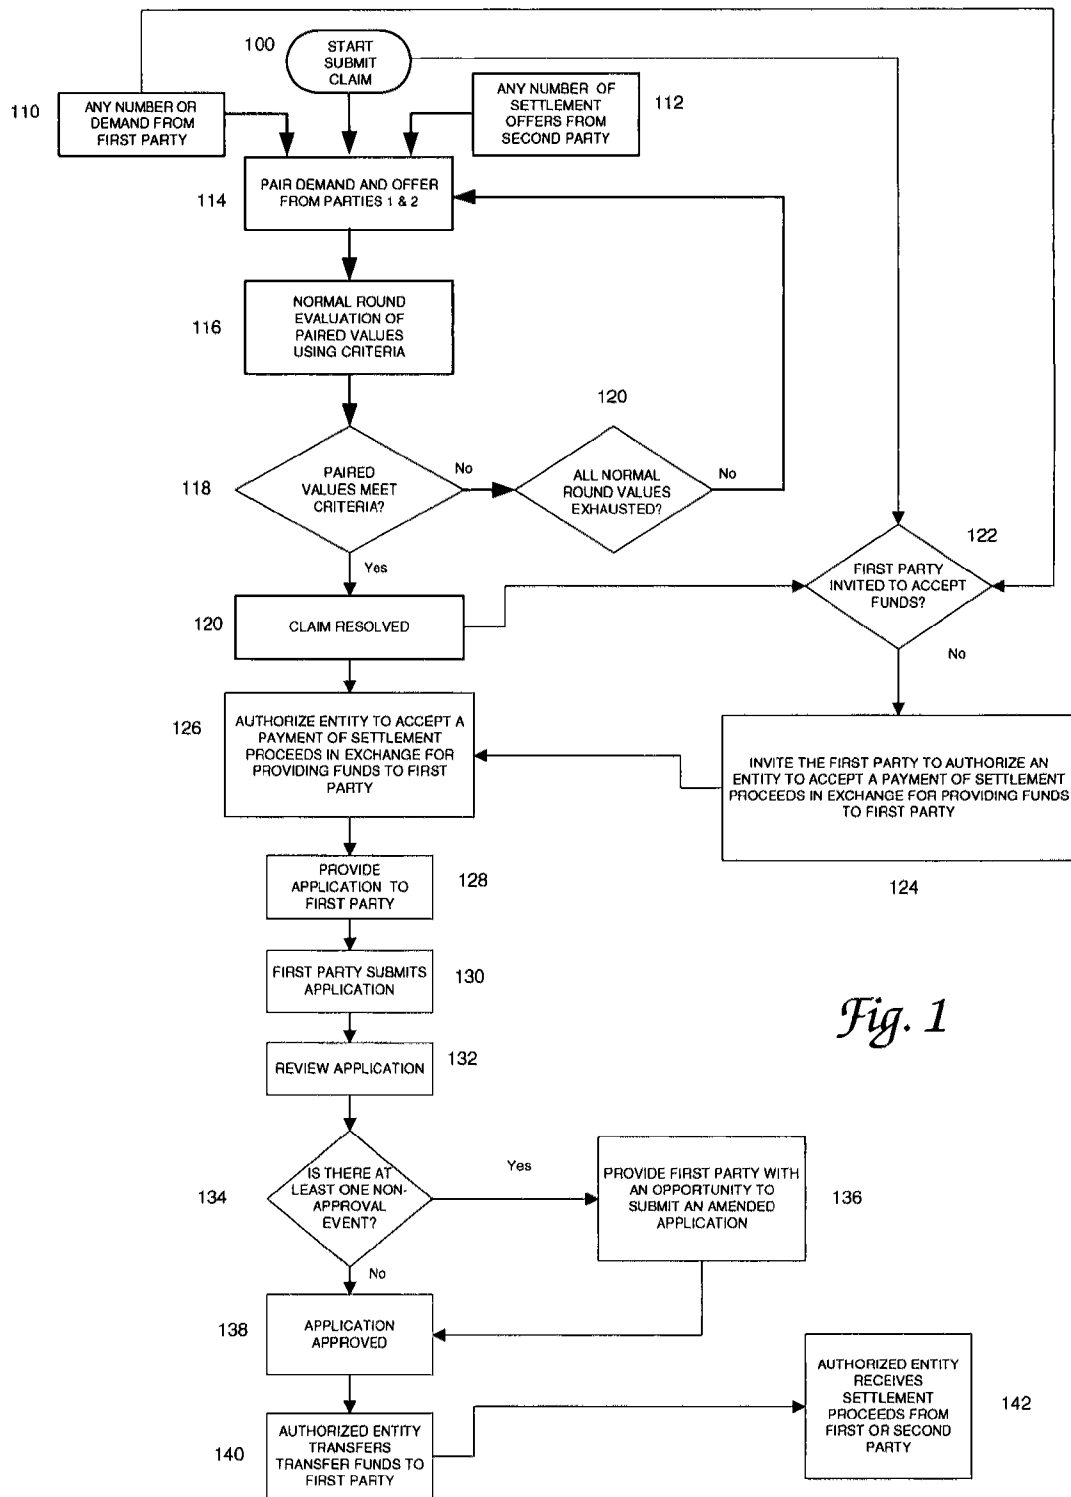 100
START
SUBMIT
CLAIM
110
ANY NUMBER OR
DEMAND FROM
FIRST PARTY
ANY NUMBER OF
SETTLEMENT
OFFERS FROM
SECOND PARTY
112
114
PAIR DEMAND AND OFFER
FROM PARTIES 1 & 2
116
NORMAL ROUND
EVALUATION OF
PAIRED VALUES
USING CRITERIA
118
PAIRED
VALUES MEET
CRITERIA?
No
120
ALL NORMAL
ROUND VALUES
EXHAUSTED?
No
Yes
122
FIRST PARTY
INVITED TO ACCEPT
FUNDS?
No
120
CLAIM RESOLVED
126
AUTHORIZE ENTITY TO ACCEPT A
PAYMENT OF SETTLEMENT
PROCEEDS IN EXCHANGE FOR
PROVIDING FUNDS TO FIRST
PARTY
INVITE THE FIRST PARTY TO AUTHORIZE AN
ENTITY TO ACCEPT A PAYMENT OF SETTLEMENT
PROCEEDS IN EXCHANGE FOR PROVIDING FUNDS
TO FIRST PARTY
124
PROVIDE
APPLICATION TO
FIRST PARTY
128
FIRST PARTY SUBMITS
APPLICATION
130
REVIEW APPLICATION
132
Fig. 1
134
IS THERE AT
LEAST ONE NON-
APPROVAL
EVENT?
Yes
PROVIDE FIRST PARTY WITH
AN OPPORTUNITY TO
SUBMIT AN AMENDED
APPLICATION
136
No
138
APPLICATION
APPROVED
140
AUTHORIZED ENTITY
TRANSFERS
TRANSFER FUNDS TO
FIRST PARTY
AUTHORIZED ENTITY
RECEIVES
SETTLEMENT
PROCEEDS FROM
FIRST OR SECOND
PARTY
142